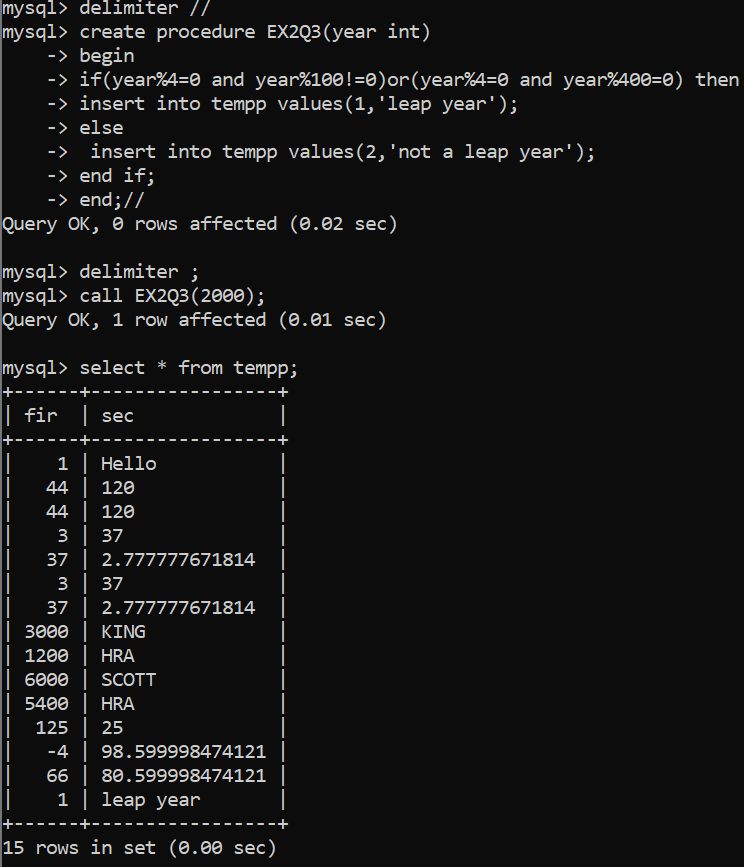 mysql> delimiter //
mysql> create procedure EX2Q3(year int)
    -> begin
    -> if(year%4=0 and year%100!=0)or(year%4=0 and year%400=0) then
    -> insert into tempp values(1,'leap year');
    -> else
    ->  insert into tempp values(2,'not a leap year');
    -> end if;
    -> end;//
Query OK, 0 rows affected (0.02 sec)

mysql> delimiter ;
mysql> call EX2Q3(2000);
Query OK, 1 row affected (0.01 sec)

mysql> select * from tempp;
+------+-----------------+
| fir  | sec             |
+------+-----------------+
|    1 | Hello           |
|   44 | 120             |
|   44 | 120             |
|    3 | 37              |
|   37 | 2.777777671814  |
|    3 | 37              |
|   37 | 2.777777671814  |
| 3000 | KING            |
| 1200 | HRA             |
| 6000 | SCOTT           |
| 5400 | HRA             |
|  125 | 25              |
|   -4 | 98.599998474121 |
|   66 | 80.599998474121 |
|    1 | leap year       |
+------+-----------------+
15 rows in set (0.00 sec)